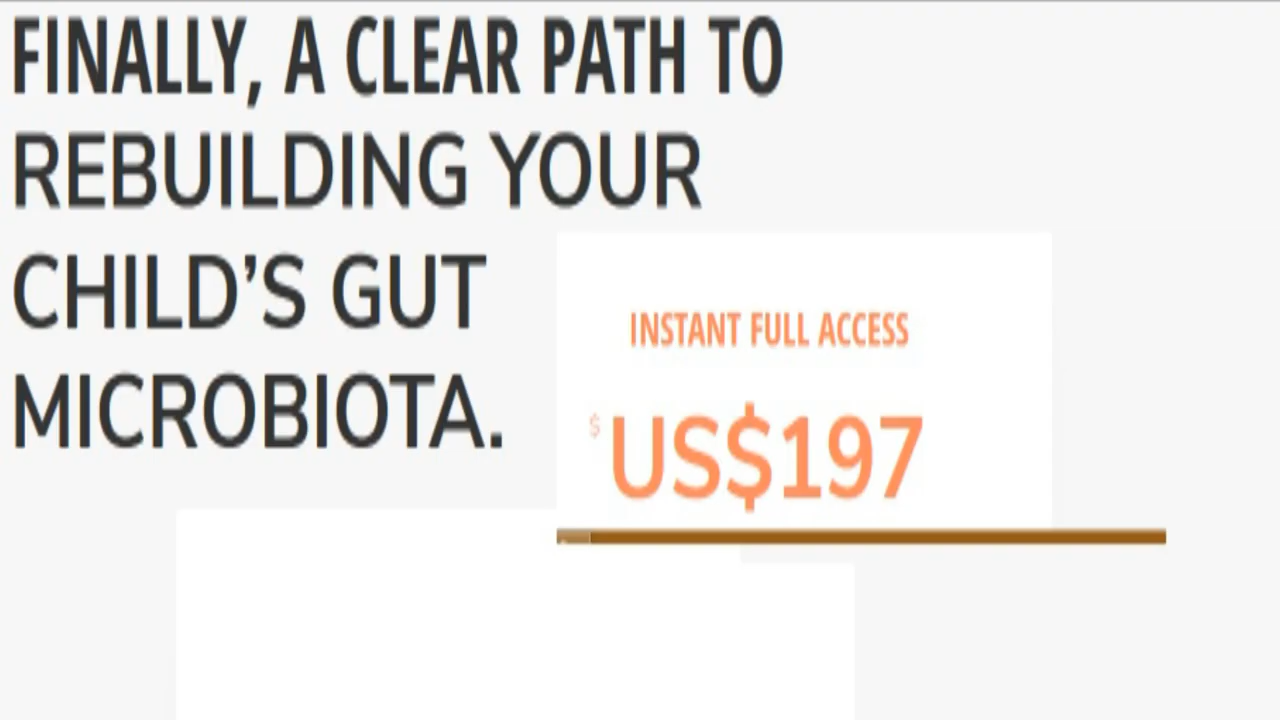 FINALLY, A CLEAR PATH TO
REBUILDING YOUR
CHILD’S GUT
MICROBIOTA.
INSTANT FULL ACCESS
$ US$197